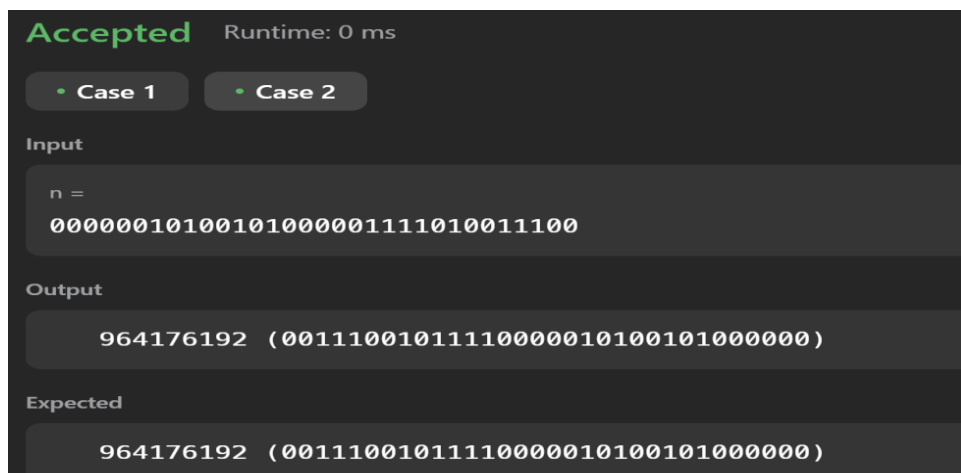 Accepted Runtime: 0 ms
• Case 1 • Case 2
Input
n =
00000010100101000001111010011100
Output
964176192 (00111001011110000010100101000000)
Expected
964176192 (00111001011110000010100101000000)